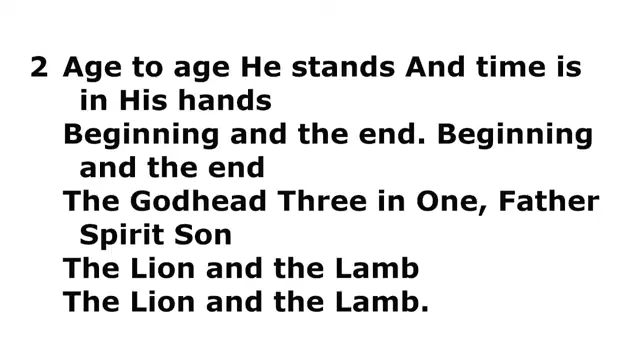 2 Age to age He stands And time is
in His hands
Beginning and the end. Beginning
and the end
The Godhead Three in One, Father
Spirit Son
The Lion and the Lamb
The Lion and the Lamb.